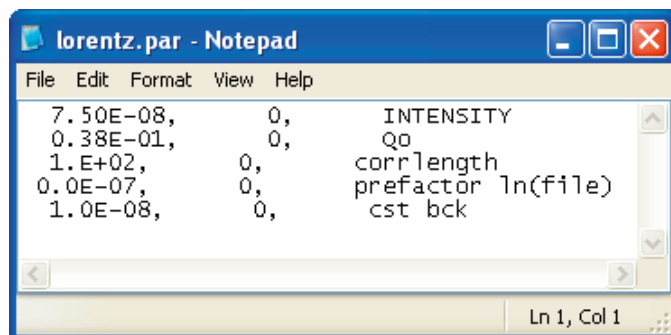 lorentz.par - Notepad
File Edit Format View Help
7.50E-08, 0, INTENSITY
0.38E-01, 0, Qo
1.E+02, 0, corrlength
0.0E-07, 0, prefactor ln(file)
1.0E-08, 0, cst bck
Ln 1, Col 1